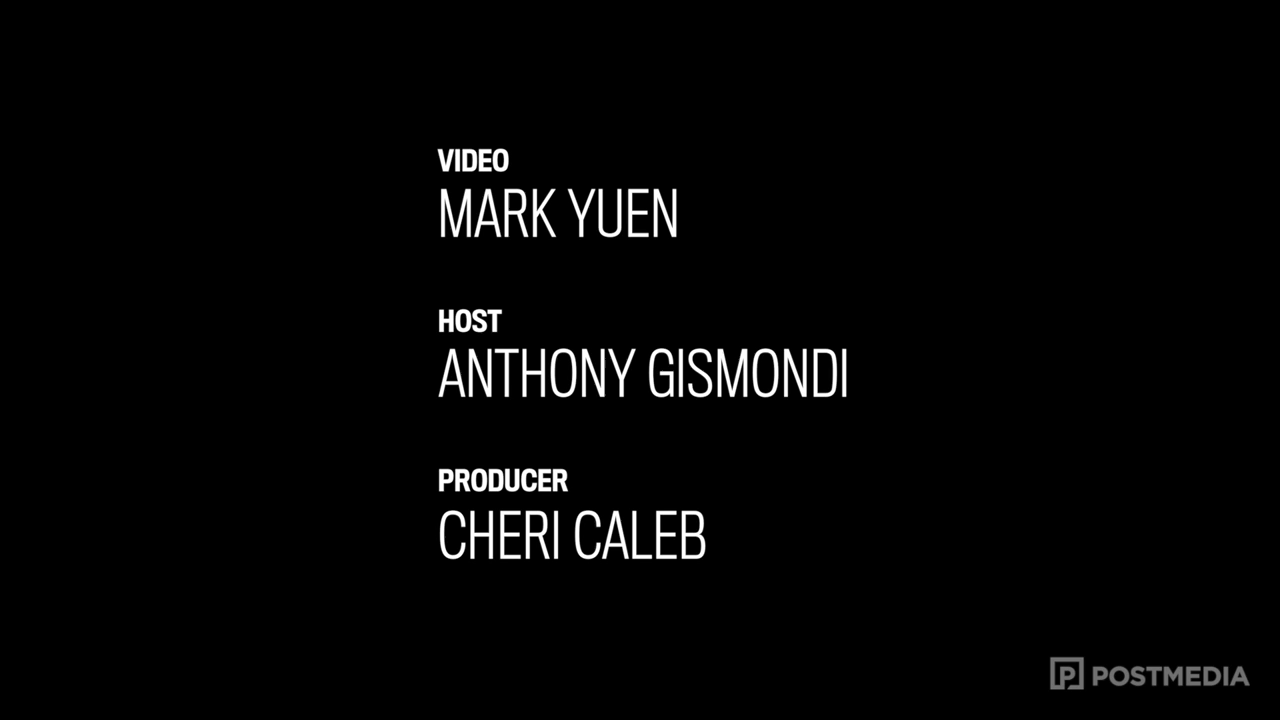 VIDEO
MARK YUEN
HOST
ANTHONY GISMONDI
PRODUCER
CHERI CALEB
P POSTMEDIA